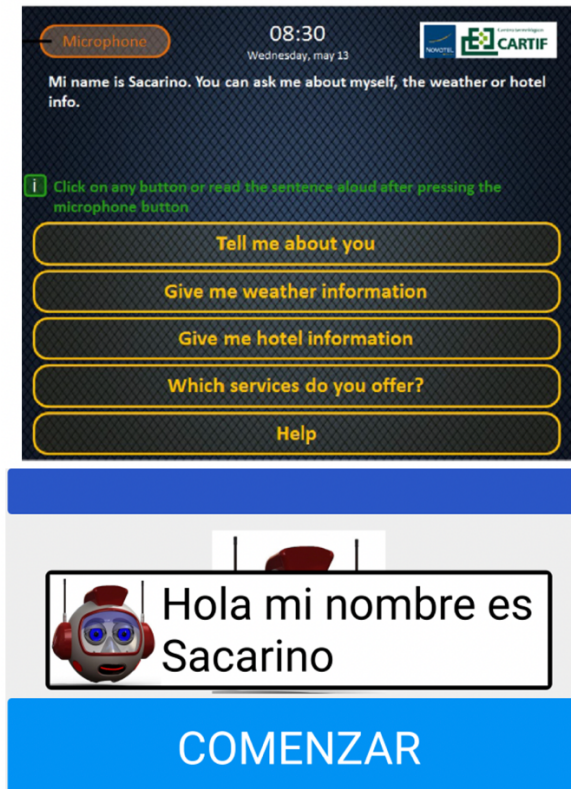 Microphone
08:30
Wednesday, may 13
NOVOTEL
CARTIF
Mi name is Sacarino. You can ask me about myself, the weather or hotel
info.
i Click on any button or read the sentence aloud after pressing the
microphone button
Tell me about you
Give me weather information
Give me hotel information
Which services do you offer?
Help
Hola mi nombre es
Sacarino
COMENZAR